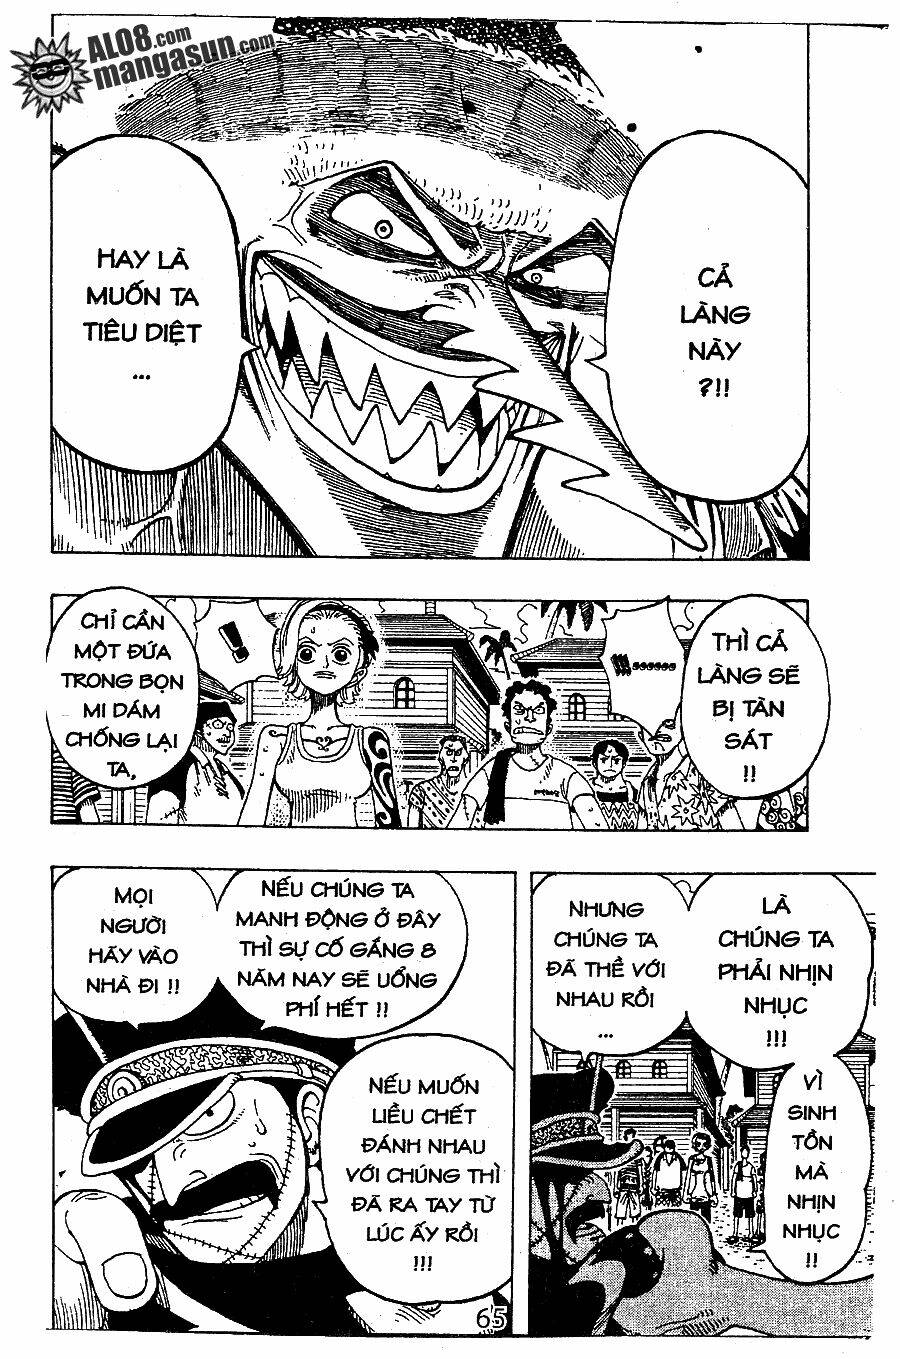 AL08.com
mangasun.com
HAY LÀ
MUỐN TA
TIÊU DIỆT
...
CẢ
LÀNG
NÀY
?!!
CHỈ CẦN
MỘT ĐỨA
TRONG BỌN
MI DÁM
CHỐNG LẠI
TA,
!!
THÌ CẢ
LÀNG SẼ
BỊ TÀN
SÁT
!!
MỌI
NGƯỜI
HÃY VÀO
NHÀ ĐI !!
NẾU CHÚNG TA
MANH ĐỘNG Ở ĐÂY
THÌ SỰ CỐ GẮNG 8
NĂM NAY SẼ UỔNG
PHÍ HẾT !!
NẾU MUỐN
LIỀU CHẾT
ĐÁNH NHAU
VỚI CHÚNG THÌ
ĐÃ RA TAY TỪ
LÚC ẤY RỒI
!!!
NHƯNG
CHÚNG TA
ĐÃ THỀ VỚI
NHAU RỒI
...
LÀ
CHÚNG TA
PHẢI NHỊN
NHỤC
!!!
VÌ
SINH
TỒN
MÀ
NHỊN
NHỤC
!!
65